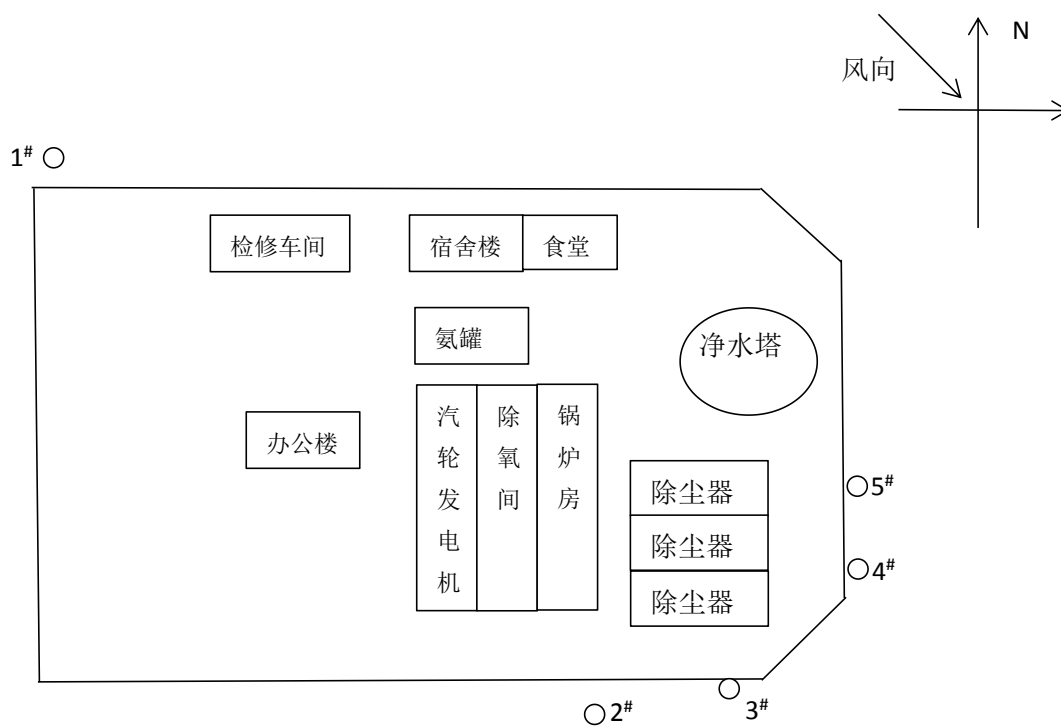 N
风向
1#
检修车间
宿舍楼
食堂
氨罐
净水塔
办公楼
汽轮发电机
除氧间
锅炉房
除尘器
5#
除尘器
4#
除尘器
2#
3#